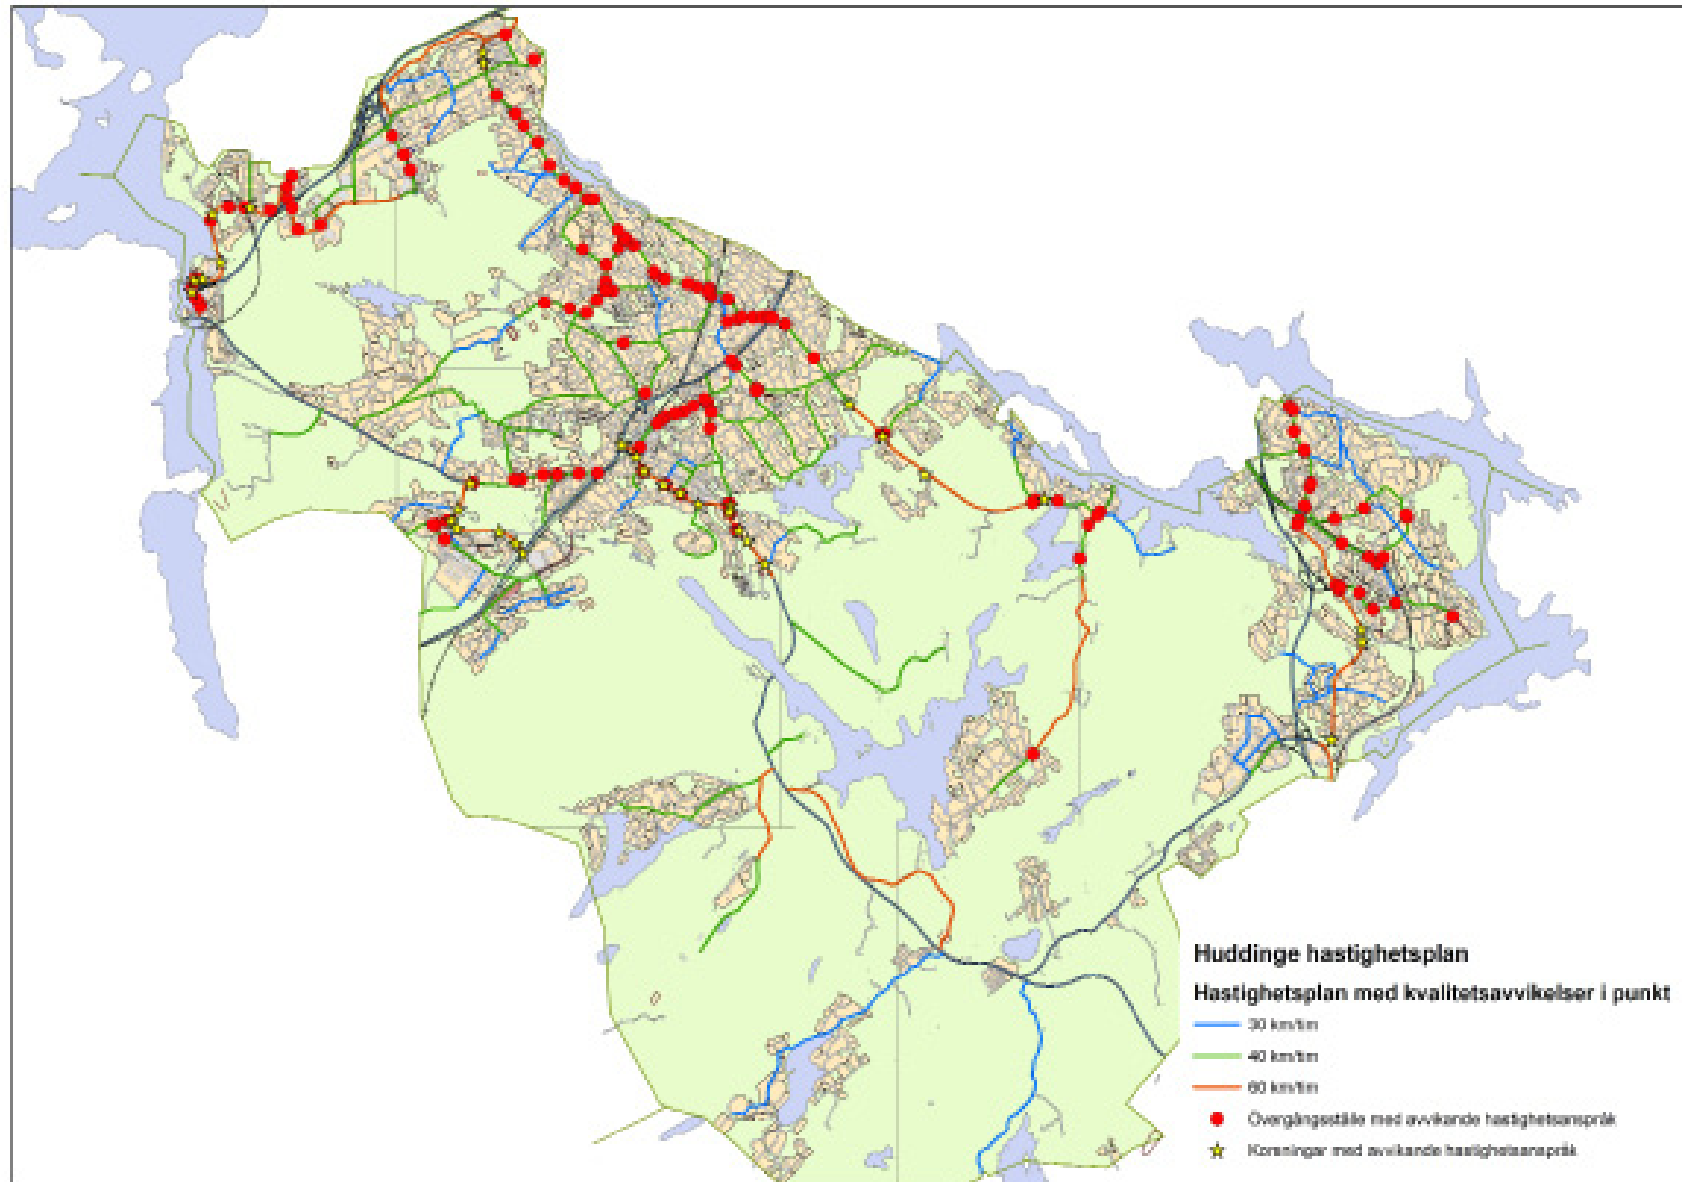 Huddinge hastighetsplan
Hastighetsplan med kvalitetsavvikelser i punkt
30 km/tim
40 km/tim
60 km/tim
Övergångsställe med avvikande hastighetsanspråk
Korsningar med avvikande hastighetsanspråk